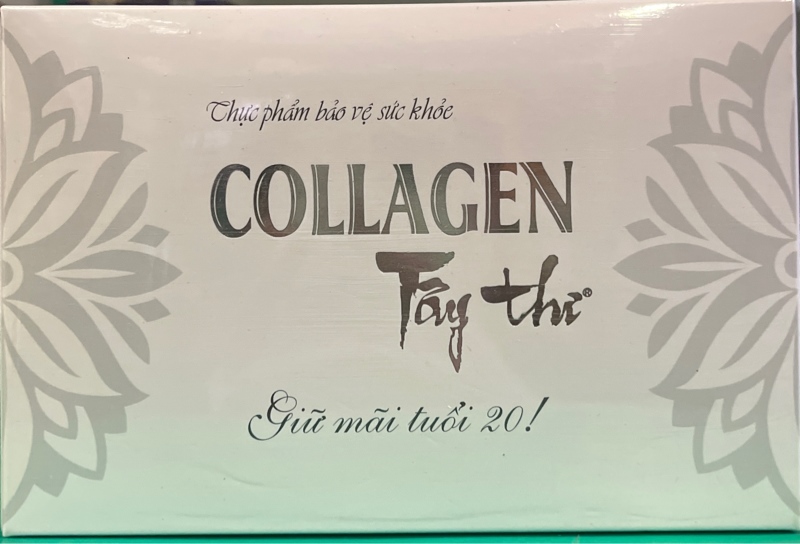 Thực phẩm bảo vệ sức khỏe
COLLAGEN
Tây thi®
Giữ mãi tuổi 20!